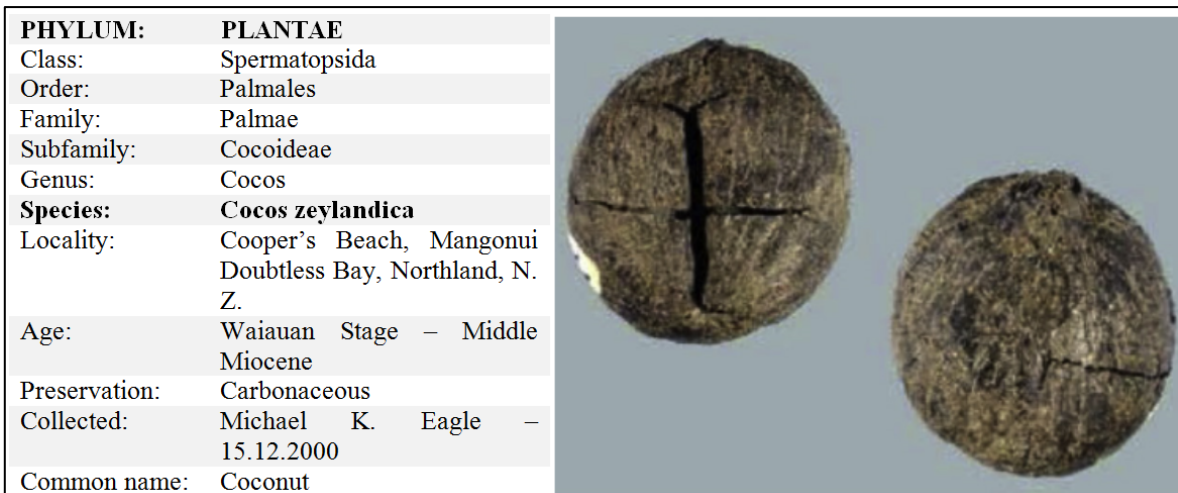 PHYLUM: PLANTAE
Class: Spermatopsida
Order: Palmales
Family: Palmae
Subfamily: Cocoideae
Genus: Cocos
Species: Cocos zeylandica
Locality: Cooper's Beach, Mangonui
Doubtless Bay, Northland, N.
Z.
Age: Waiauan Stage – Middle
Miocene
Preservation: Carbonaceous
Collected: Michael K. Eagle –
15.12.2000
Common name: Coconut